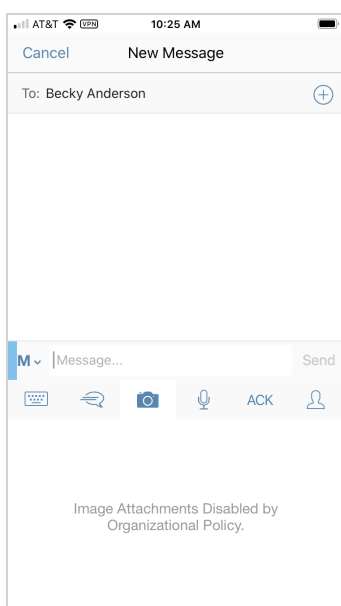 AT&T VPN 10:25 AM
Cancel New Message
To: Becky Anderson
M Message... Send
ACK
Image Attachments Disabled by
Organizational Policy.